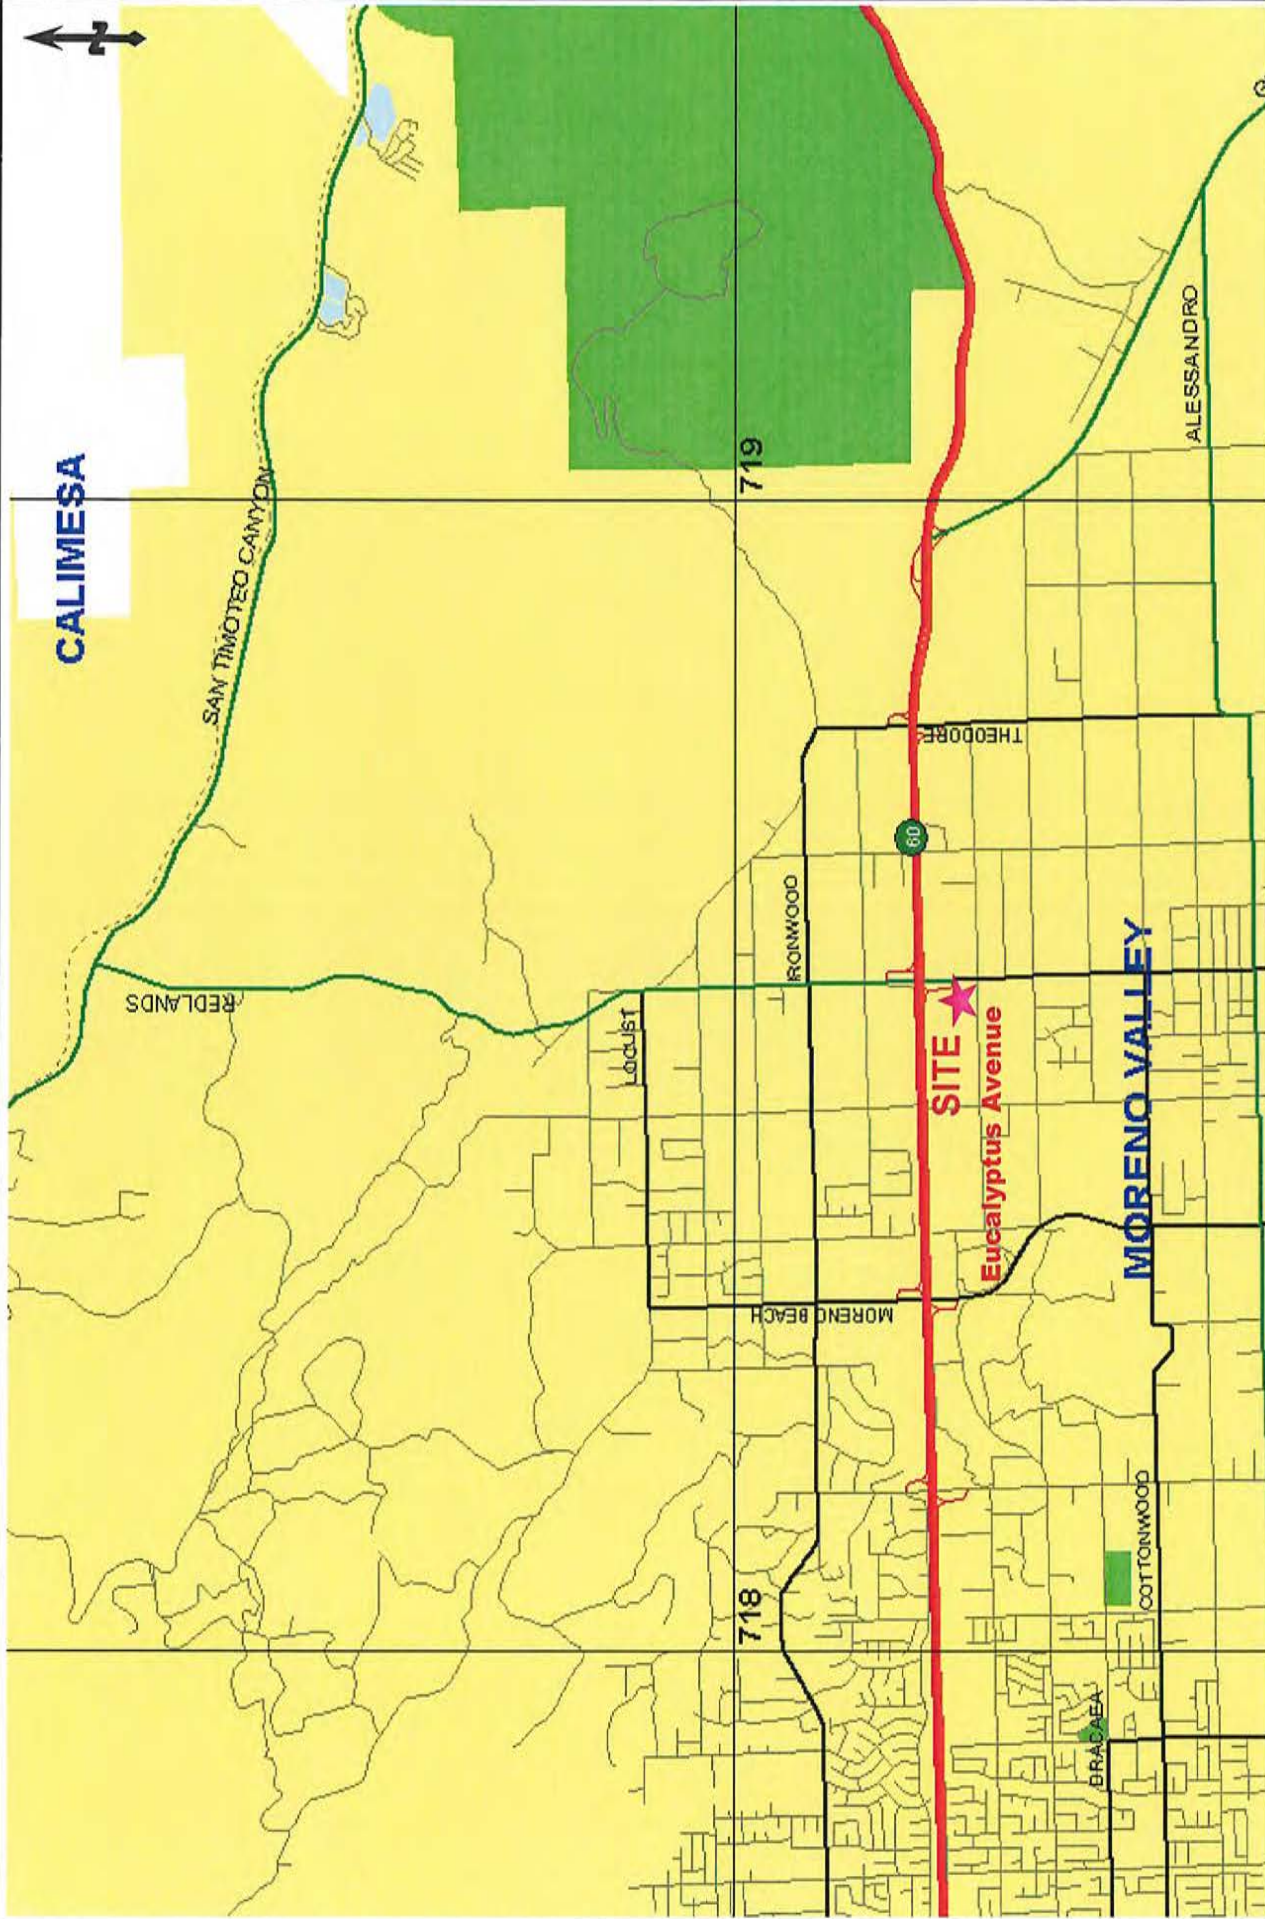 N
CALIMESA
SAN TIMOTEO CANYON
REDLANDS
LOCUST
719
IRONWOOD
THEODORE
60
ALESSANDRO
SITE
Eucalyptus Avenue
MORENO BEACH
MORENO VALLEY
718
COTTONWOOD
DRACAEA